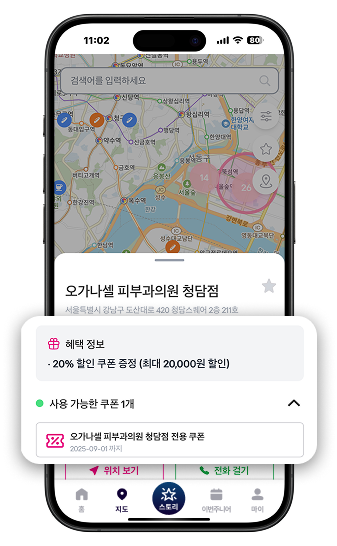 11:02
80
검색어를 입력하세요
14
26
오가나셀 피부과의원 청담점
서울특별시 강남구 도산대로 420 청담스퀘어 2층 211호
혜택 정보
· 20% 할인 쿠폰 증정 (최대 20,000원 할인)
사용 가능한 쿠폰 1개
오가나셀 피부과의원 청담점 전용 쿠폰
2025-09-01 까지
위치 보기
전화 걸기
홈
지도
스토리
이번주니어
마이